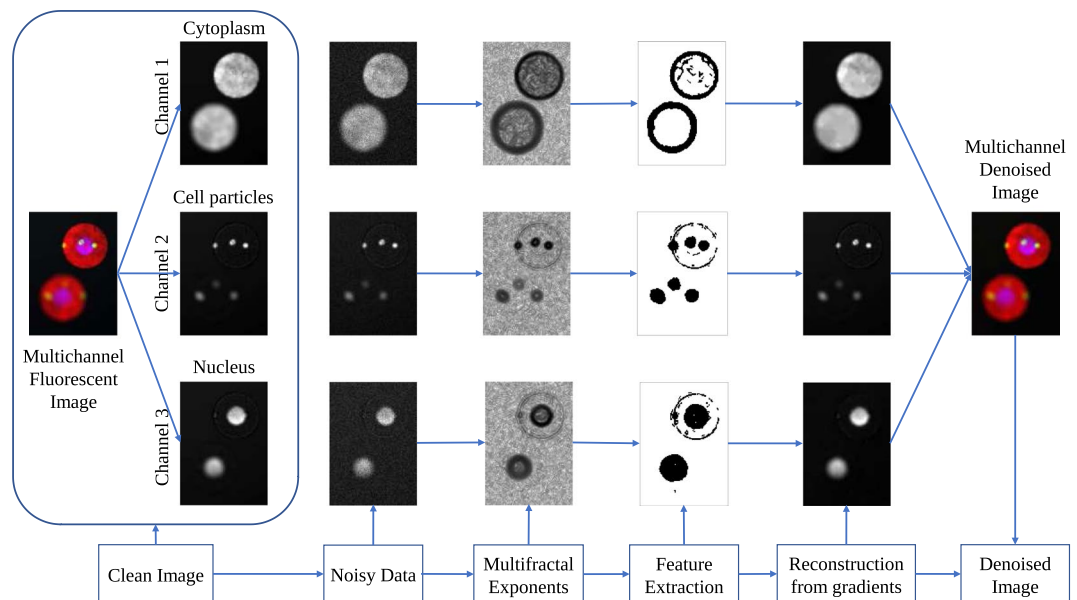 Cytoplasm
Channel 1
Cell particles
Channel 2
Multichannel
Fluorescent
Image
Nucleus
Channel 3
Multichannel
Denoised
Image
Clean Image
Noisy Data
Multifractal
Exponents
Feature
Extraction
Reconstruction
from gradients
Denoised
Image